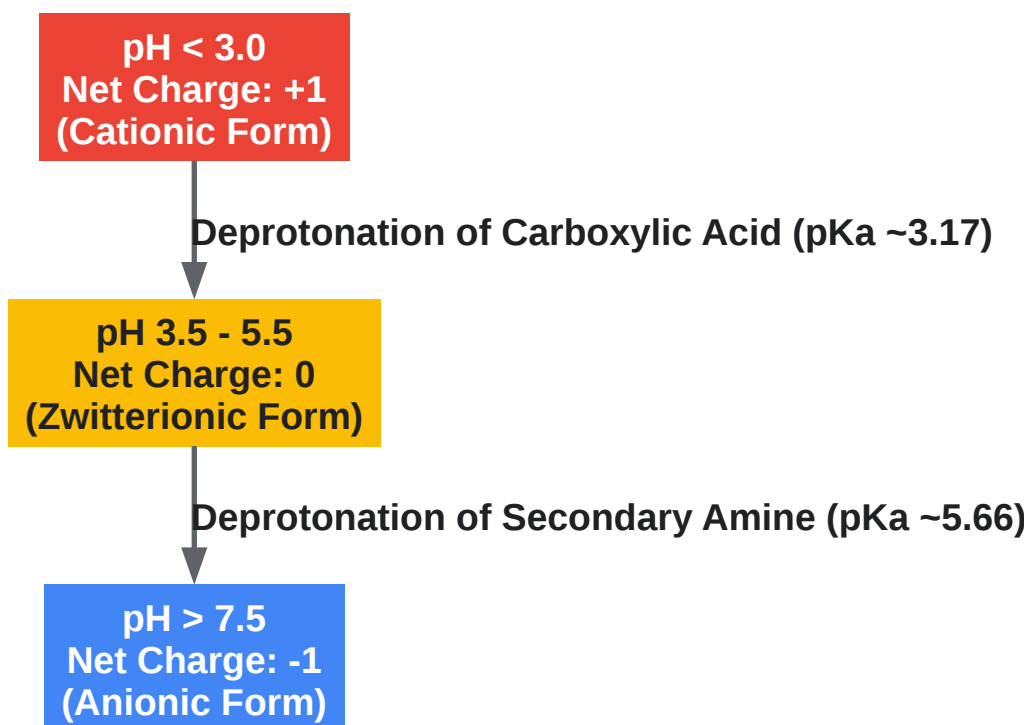 pH < 3.0
Net Charge: +1
(Cationic Form)
Deprotonation of Carboxylic Acid (pKa ~3.17)
pH 3.5 - 5.5
Net Charge: 0
(Zwitterionic Form)
Deprotonation of Secondary Amine (pKa ~5.66)
pH > 7.5
Net Charge: -1
(Anionic Form)